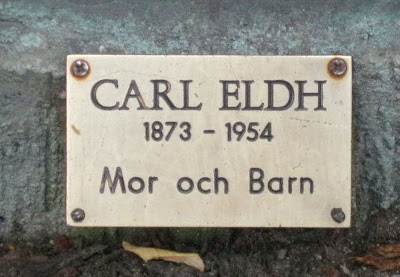 CARL ELDH
1873 - 1954
Mor och Barn